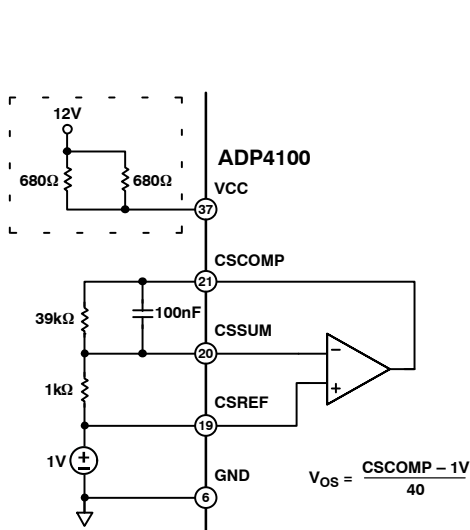 12V
ADP4100
680Ω
680Ω
VCC
37
CSCOMP
21
39kΩ
100nF
CSSUM
20
1kΩ
CSREF
19
1V
GND
6
VOS = CSCOMP – 1V
40